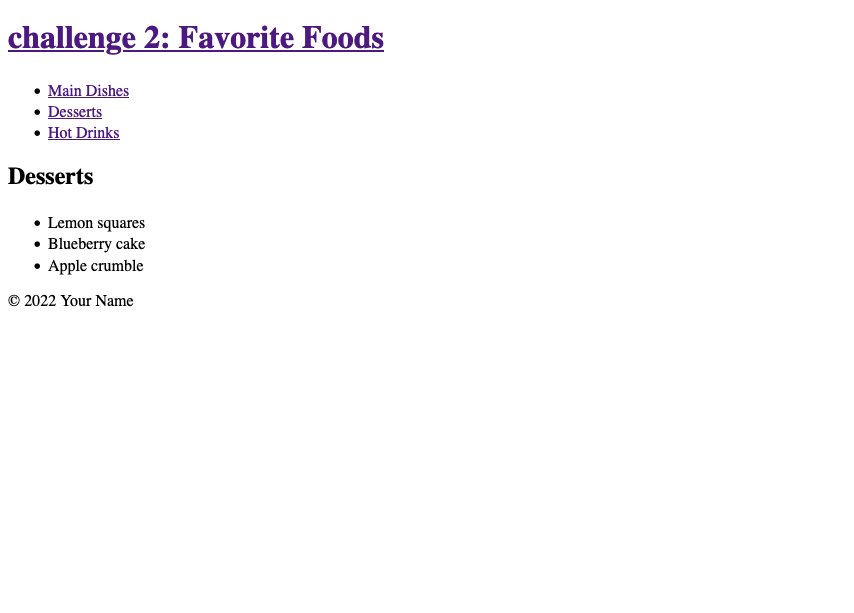 challenge 2: Favorite Foods
Main Dishes
Desserts
Hot Drinks
Desserts
Lemon squares
Blueberry cake
Apple crumble
© 2022 Your Name